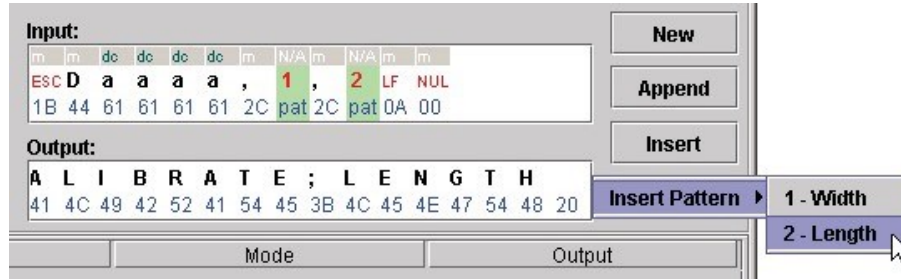 Input:
New
m m dc dc dc dc m N/A m N/A m m
ESC D a a a a , 1 , 2 LF NUL
1B 44 61 61 61 61 2C pat 2C pat 0A 00
Append
Insert
Output:
A L I B R A T E ; L E N G T H
41 4C 49 42 52 41 54 45 3B 4C 45 4E 47 54 48 20
Insert Pattern
1 - Width
2 - Length
Mode Output